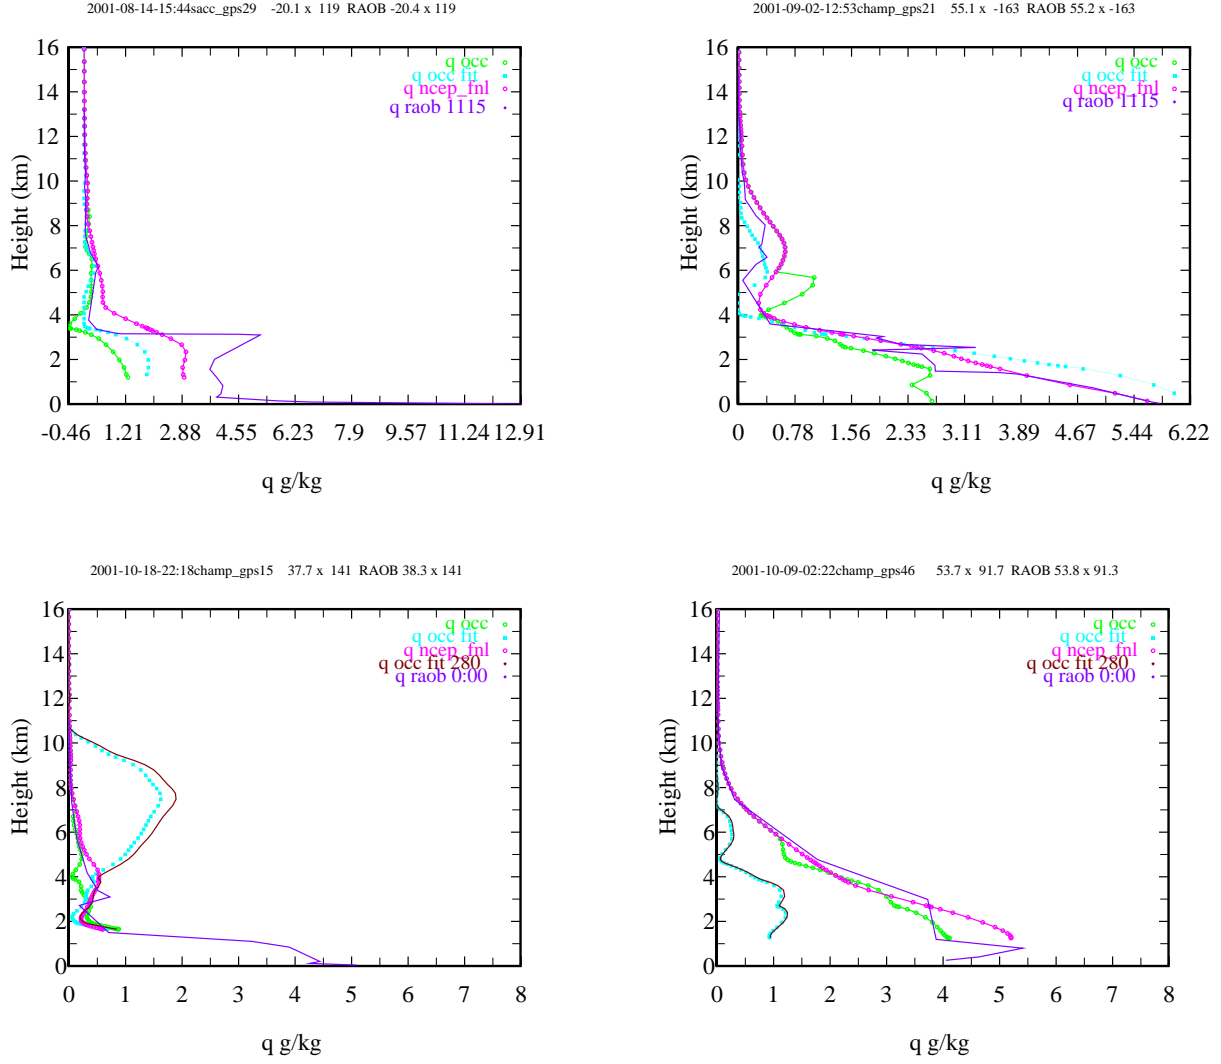 2001-08-14-15:44sacc_gps29 -20.1 x 119 RAOB -20.4 x 119
16
14
12
10
8
6
4
2
0
Height (km)
q occ
q occ fit
q ncep_fnl
q raob 1115
-0.46 1.21 2.88 4.55 6.23 7.9 9.57 11.24 12.91
q g/kg
2001-09-02-12:53champ_gps21 55.1 x -163 RAOB 55.2 x -163
16
14
12
10
8
6
4
2
0
Height (km)
q occ
q occ fit
q ncep_fnl
q raob 1115
0 0.78 1.56 2.33 3.11 3.89 4.67 5.44 6.22
q g/kg
2001-10-18-22:18champ_gps15 37.7 x 141 RAOB 38.3 x 141
16
14
12
10
8
6
4
2
0
Height (km)
q occ
q occ fit
q ncep_fnl
q occ fit 280
q raob 0:00
0 1 2 3 4 5 6 7 8
q g/kg
2001-10-09-02:22champ_gps46 53.7 x 91.7 RAOB 53.8 x 91.3
16
14
12
10
8
6
4
2
0
Height (km)
q occ
q occ fit
q ncep_fnl
q occ fit 280
q raob 0:00
0 1 2 3 4 5 6 7 8
q g/kg